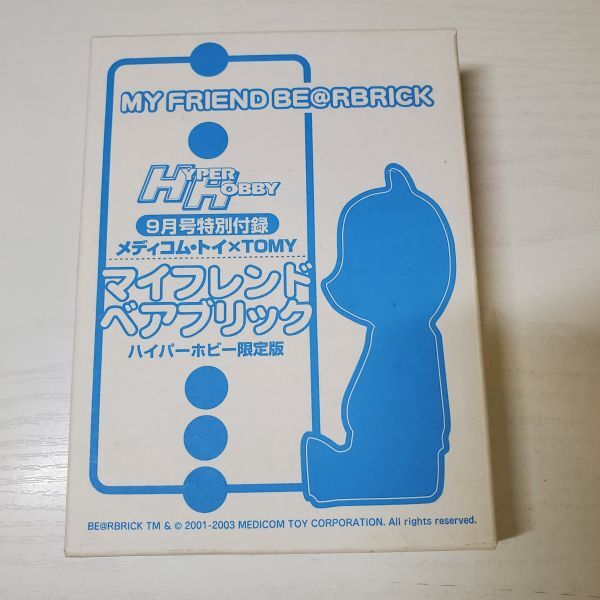 MY FRIEND BE@RBRICK
HYPER
HOBBY
9月号特別付録
メディコム・トイ×TOMY
マイフレンド
ベアブリック
ハイパーホビー限定版
BE@RBRICK TM & © 2001-2003 MEDICOM TOY CORPORATION. All rights reserved.